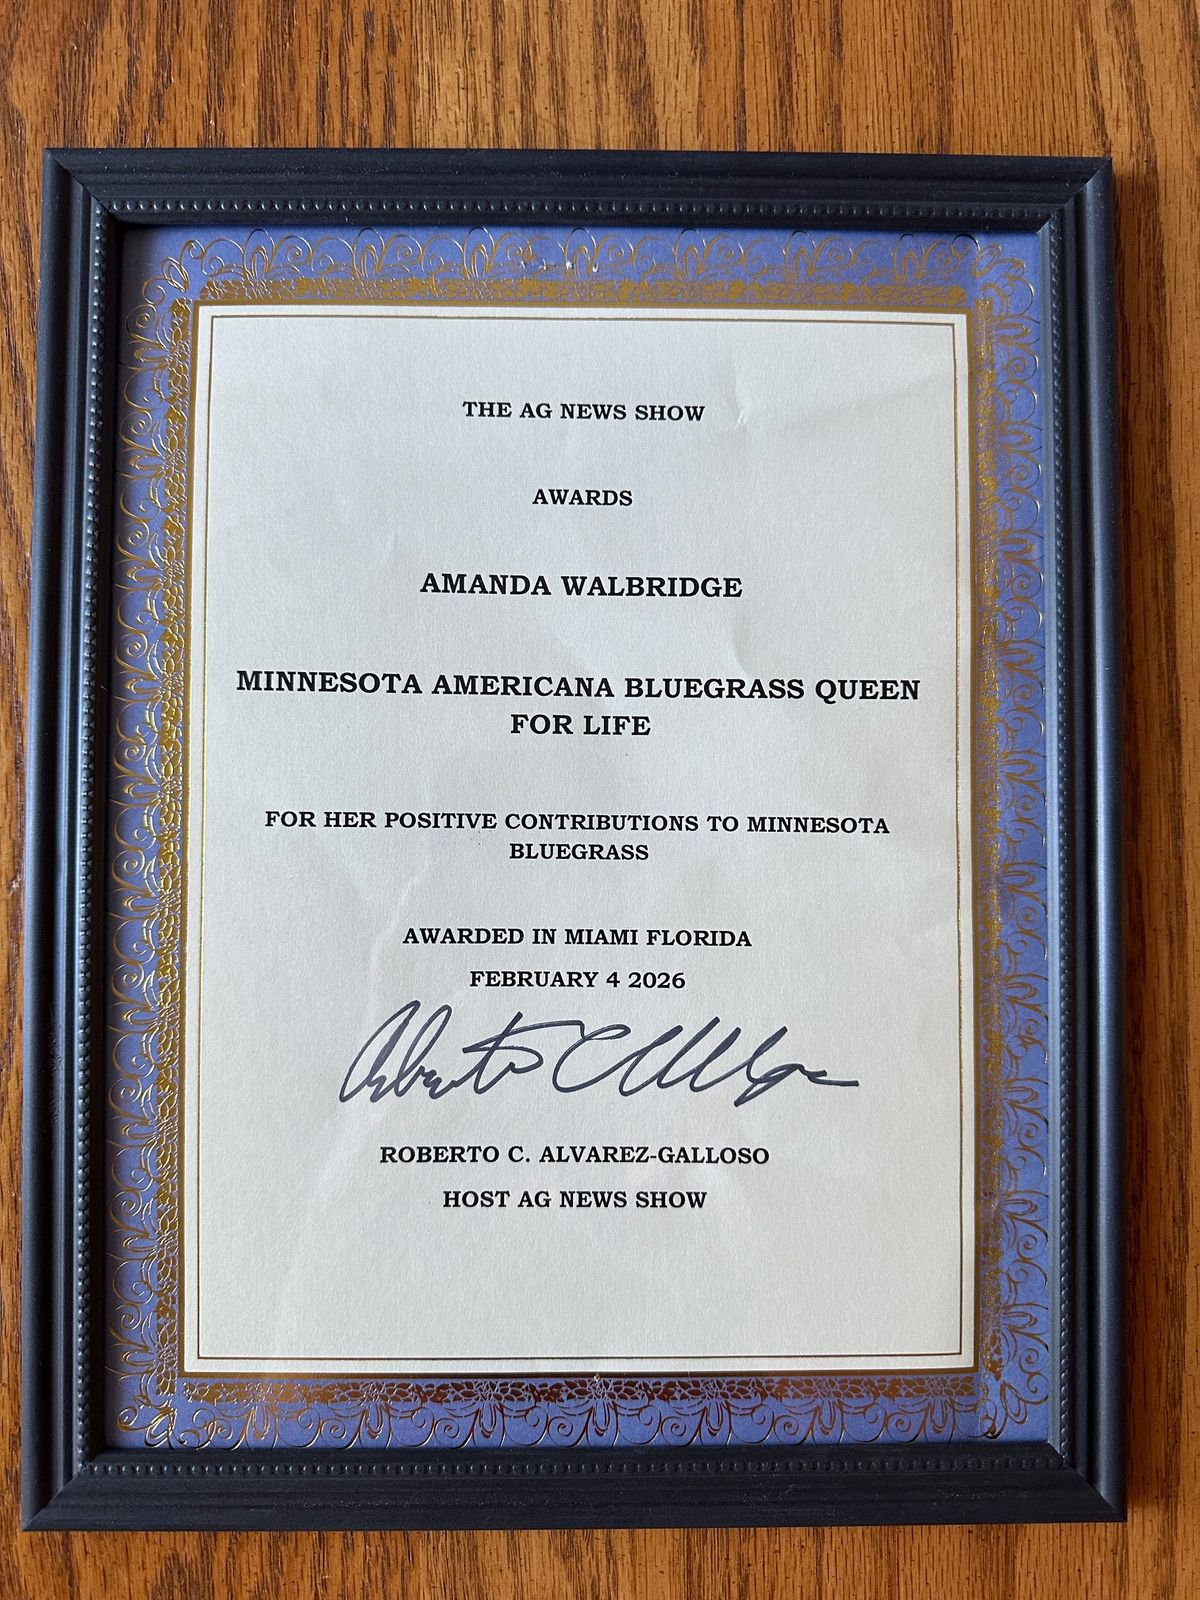 THE AG NEWS SHOW
AWARDS
AMANDA WALBRIDGE
MINNESOTA AMERICANA BLUEGRASS QUEEN
FOR LIFE
FOR HER POSITIVE CONTRIBUTIONS TO MINNESOTA
BLUEGRASS
AWARDED IN MIAMI FLORIDA
FEBRUARY 4 2026
ROBERTO C. ALVAREZ-GALLOSO
HOST AG NEWS SHOW